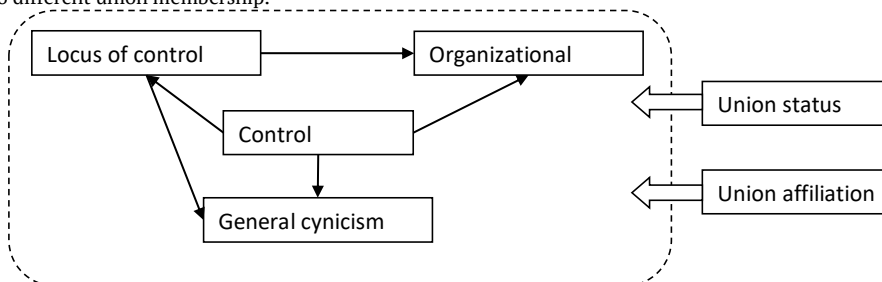 different union membership.
Locus of control
Organizational
Union status
Control
Union affiliation
General cynicism